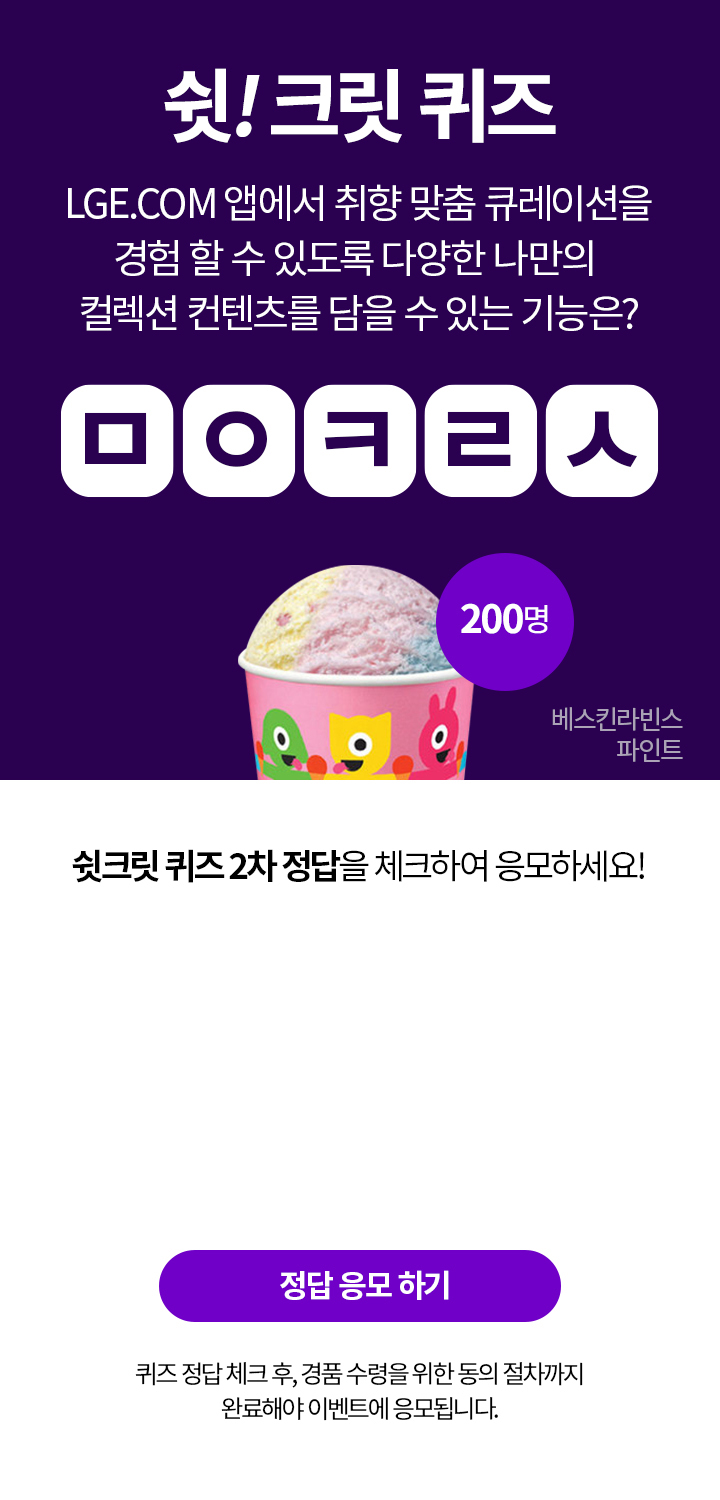 쉿! 크릿 퀴즈
LGE.COM 앱에서 취향 맞춤 큐레이션을
경험 할 수 있도록 다양한 나만의
컬렉션 컨텐츠를 담을 수 있는 기능은?
ㅁㅇㅋㄹㅅ
200명
베스킨라빈스
파인트
쉿크릿 퀴즈 2차 정답을 체크하여 응모하세요!
정답 응모 하기
퀴즈 정답 체크 후, 경품 수령을 위한 동의 절차까지
완료해야 이벤트에 응모됩니다.